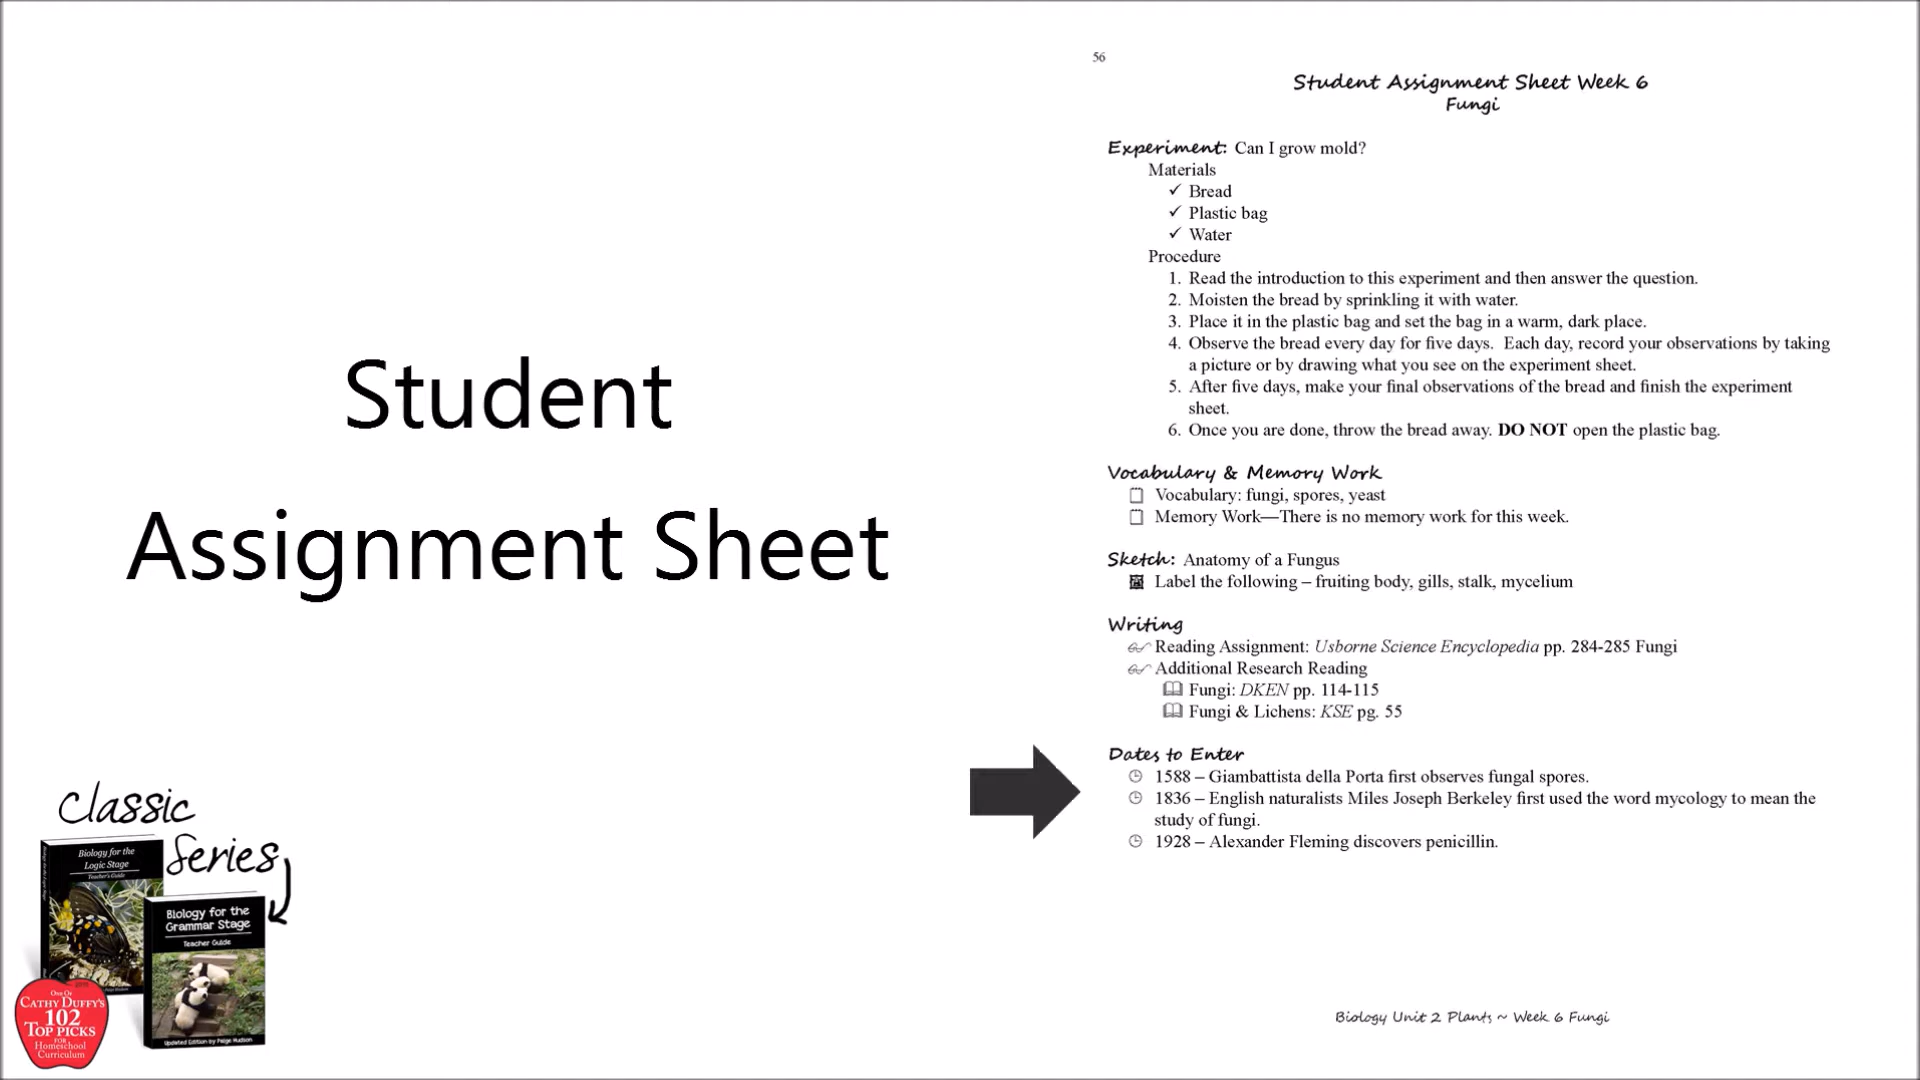 Student
Assignment Sheet
56
Student Assignment Sheet Week 6
Fungi
Experiment: Can I grow mold?
Materials
✓ Bread
✓ Plastic bag
✓ Water
Procedure
1. Read the introduction to this experiment and then answer the question.
2. Moisten the bread by sprinkling it with water.
3. Place it in the plastic bag and set the bag in a warm, dark place.
4. Observe the bread every day for five days. Each day, record your observations by taking
a picture or by drawing what you see on the experiment sheet.
5. After five days, make your final observations of the bread and finish the experiment
sheet.
6. Once you are done, throw the bread away. DO NOT open the plastic bag.
Vocabulary & Memory Work
Vocabulary: fungi, spores, yeast
Memory Work—There is no memory work for this week.
Sketch: Anatomy of a Fungus
Label the following – fruiting body, gills, stalk, mycelium
Writing
Reading Assignment: Usborne Science Encyclopedia pp. 284-285 Fungi
Additional Research Reading
Fungi: DKEN pp. 114-115
Fungi & Lichens: KSE pg. 55
Dates to Enter
1588 – Giambattista della Porta first observes fungal spores.
1836 – English naturalists Miles Joseph Berkeley first used the word mycology to mean the
study of fungi.
1928 – Alexander Fleming discovers penicillin.
Biology Unit 2 Plants ~ Week 6 Fungi
Classic
Series
Biology for the
Logic Stage
Teacher's Guide
Biology for the
Grammar Stage
Teacher Guide
Updated Edition by Paige Hudson
One Of
CATHY DUFFY'S
102
TOP PICKS
FOR
Homeschool
Curriculum